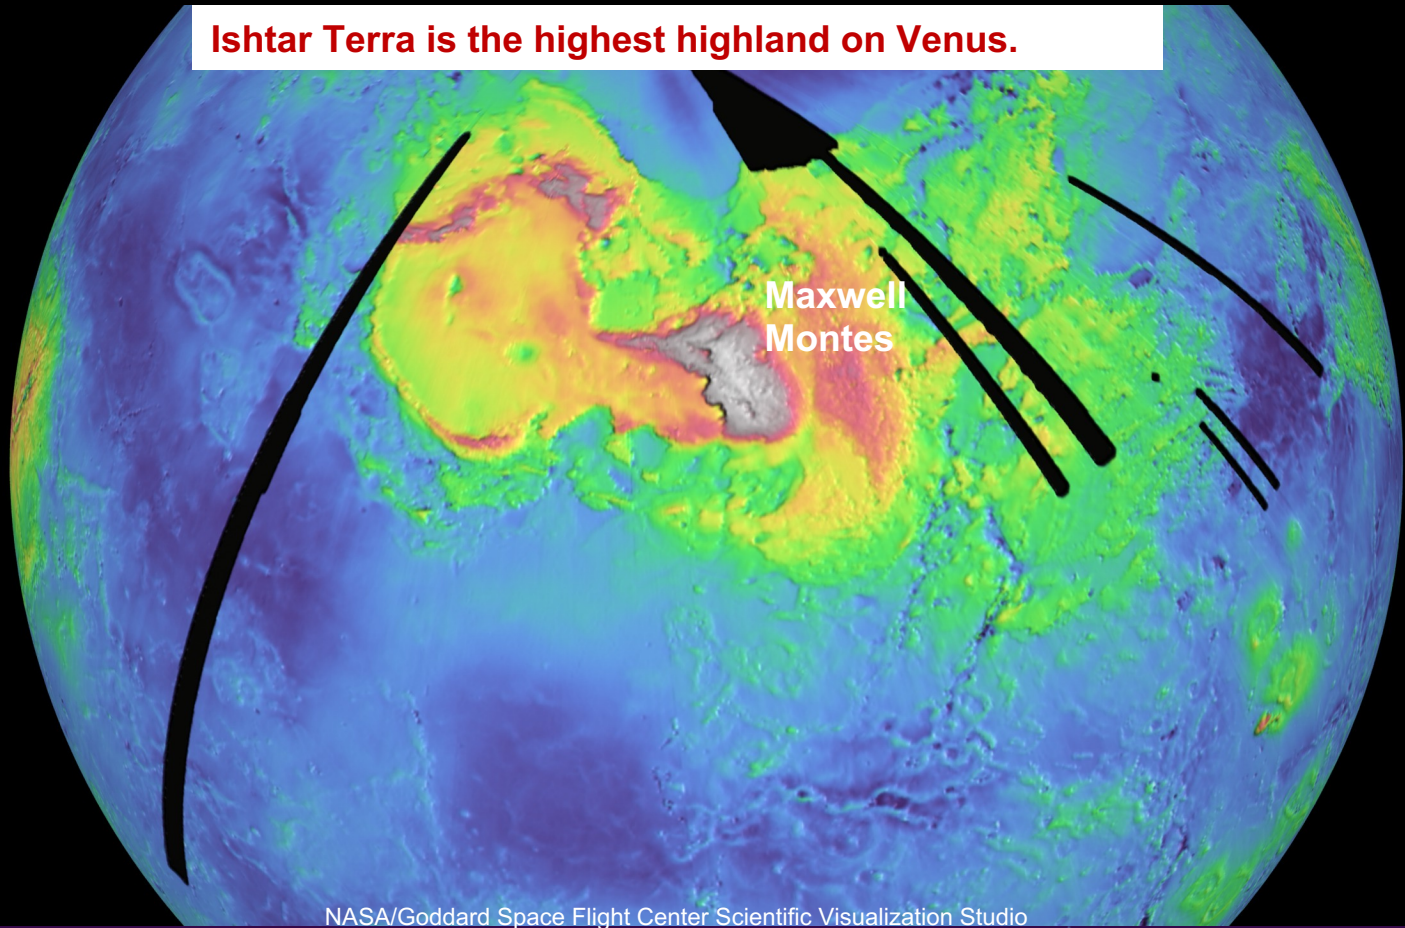 Ishtar Terra is the highest highland on Venus.
Maxwell
Montes
NASA/Goddard Space Flight Center Scientific Visualization Studio